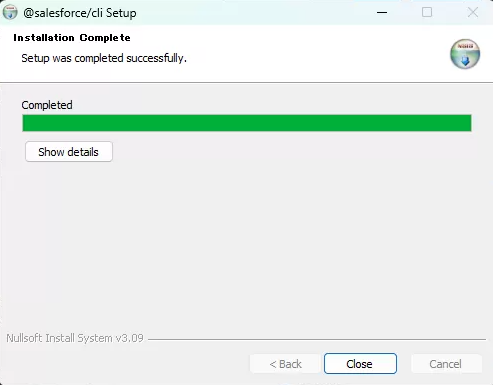 @salesforce/cli Setup
Installation Complete
Setup was completed successfully.
Completed
Show details
Nullsoft Install System v3.09
< Back
Close
Cancel